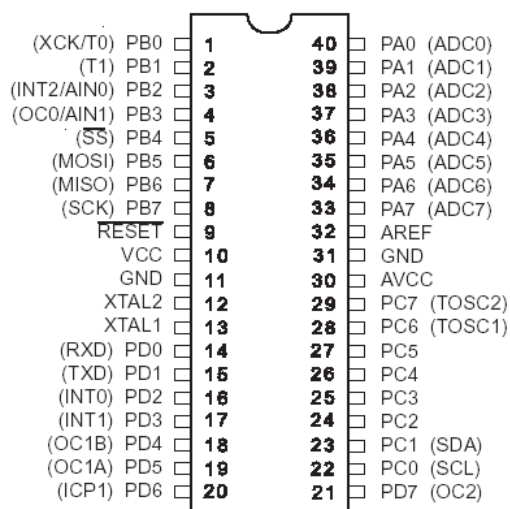 (XCK/T0) PB0 1 40 PA0 (ADC0)
(T1) PB1 2 39 PA1 (ADC1)
(INT2/AIN0) PB2 3 38 PA2 (ADC2)
(OC0/AIN1) PB3 4 37 PA3 (ADC3)
(SS) PB4 5 36 PA4 (ADC4)
(MOSI) PB5 6 35 PA5 (ADC5)
(MISO) PB6 7 34 PA6 (ADC6)
(SCK) PB7 8 33 PA7 (ADC7)
RESET 9 32 AREF
VCC 10 31 GND
GND 11 30 AVCC
XTAL2 12 29 PC7 (TOSC2)
XTAL1 13 28 PC6 (TOSC1)
(RXD) PD0 14 27 PC5
(TXD) PD1 15 26 PC4
(INT0) PD2 16 25 PC3
(INT1) PD3 17 24 PC2
(OC1B) PD4 18 23 PC1 (SDA)
(OC1A) PD5 19 22 PC0 (SCL)
(ICP1) PD6 20 21 PD7 (OC2)